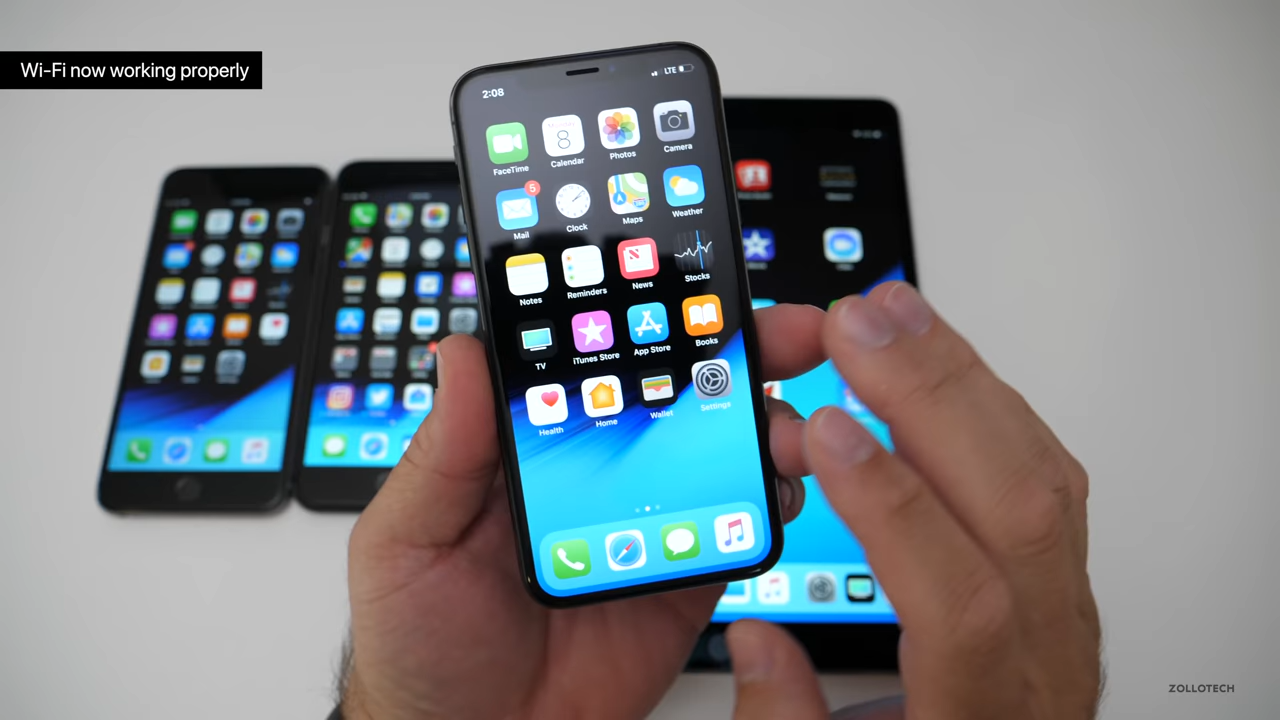 Wi-Fi now working properly
2:08
LTE
8
FaceTime
Calendar
Photos
Camera
5
Mail
Clock
Maps
Weather
Notes
Reminders
News
Stocks
TV
iTunes Store
App Store
Books
Health
Home
Wallet
Settings
ZOLLOTECH